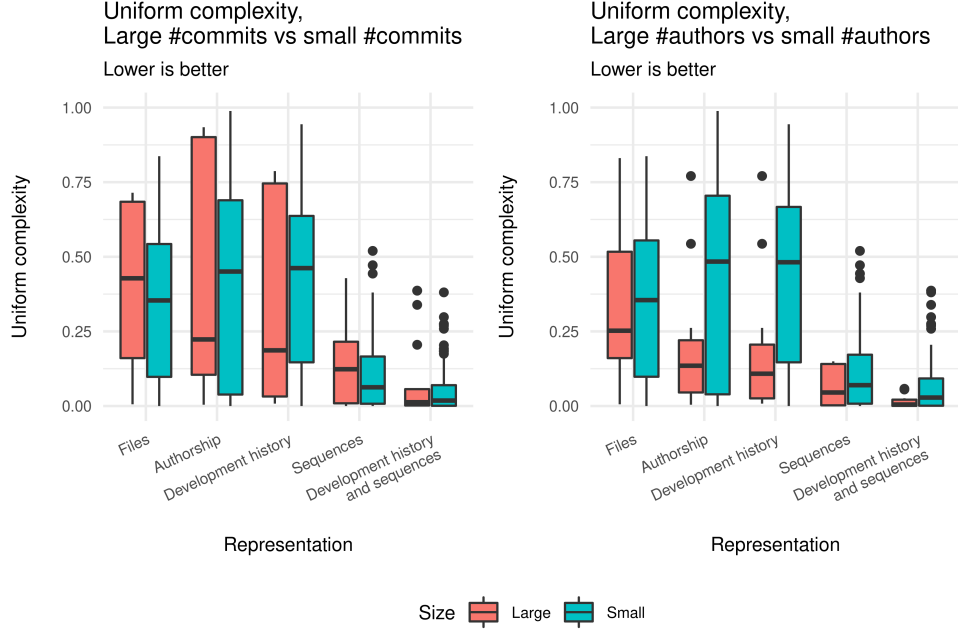 Uniform complexity,
Large #commits vs small #commits
Lower is better
Uniform complexity
1.00
0.75
0.50
0.25
0.00
Files
Authorship
Development history
Sequences
Development history
and sequences
Representation
Uniform complexity,
Large #authors vs small #authors
Lower is better
Uniform complexity
1.00
0.75
0.50
0.25
0.00
Files
Authorship
Development history
Sequences
Development history
and sequences
Representation
Size Large Small